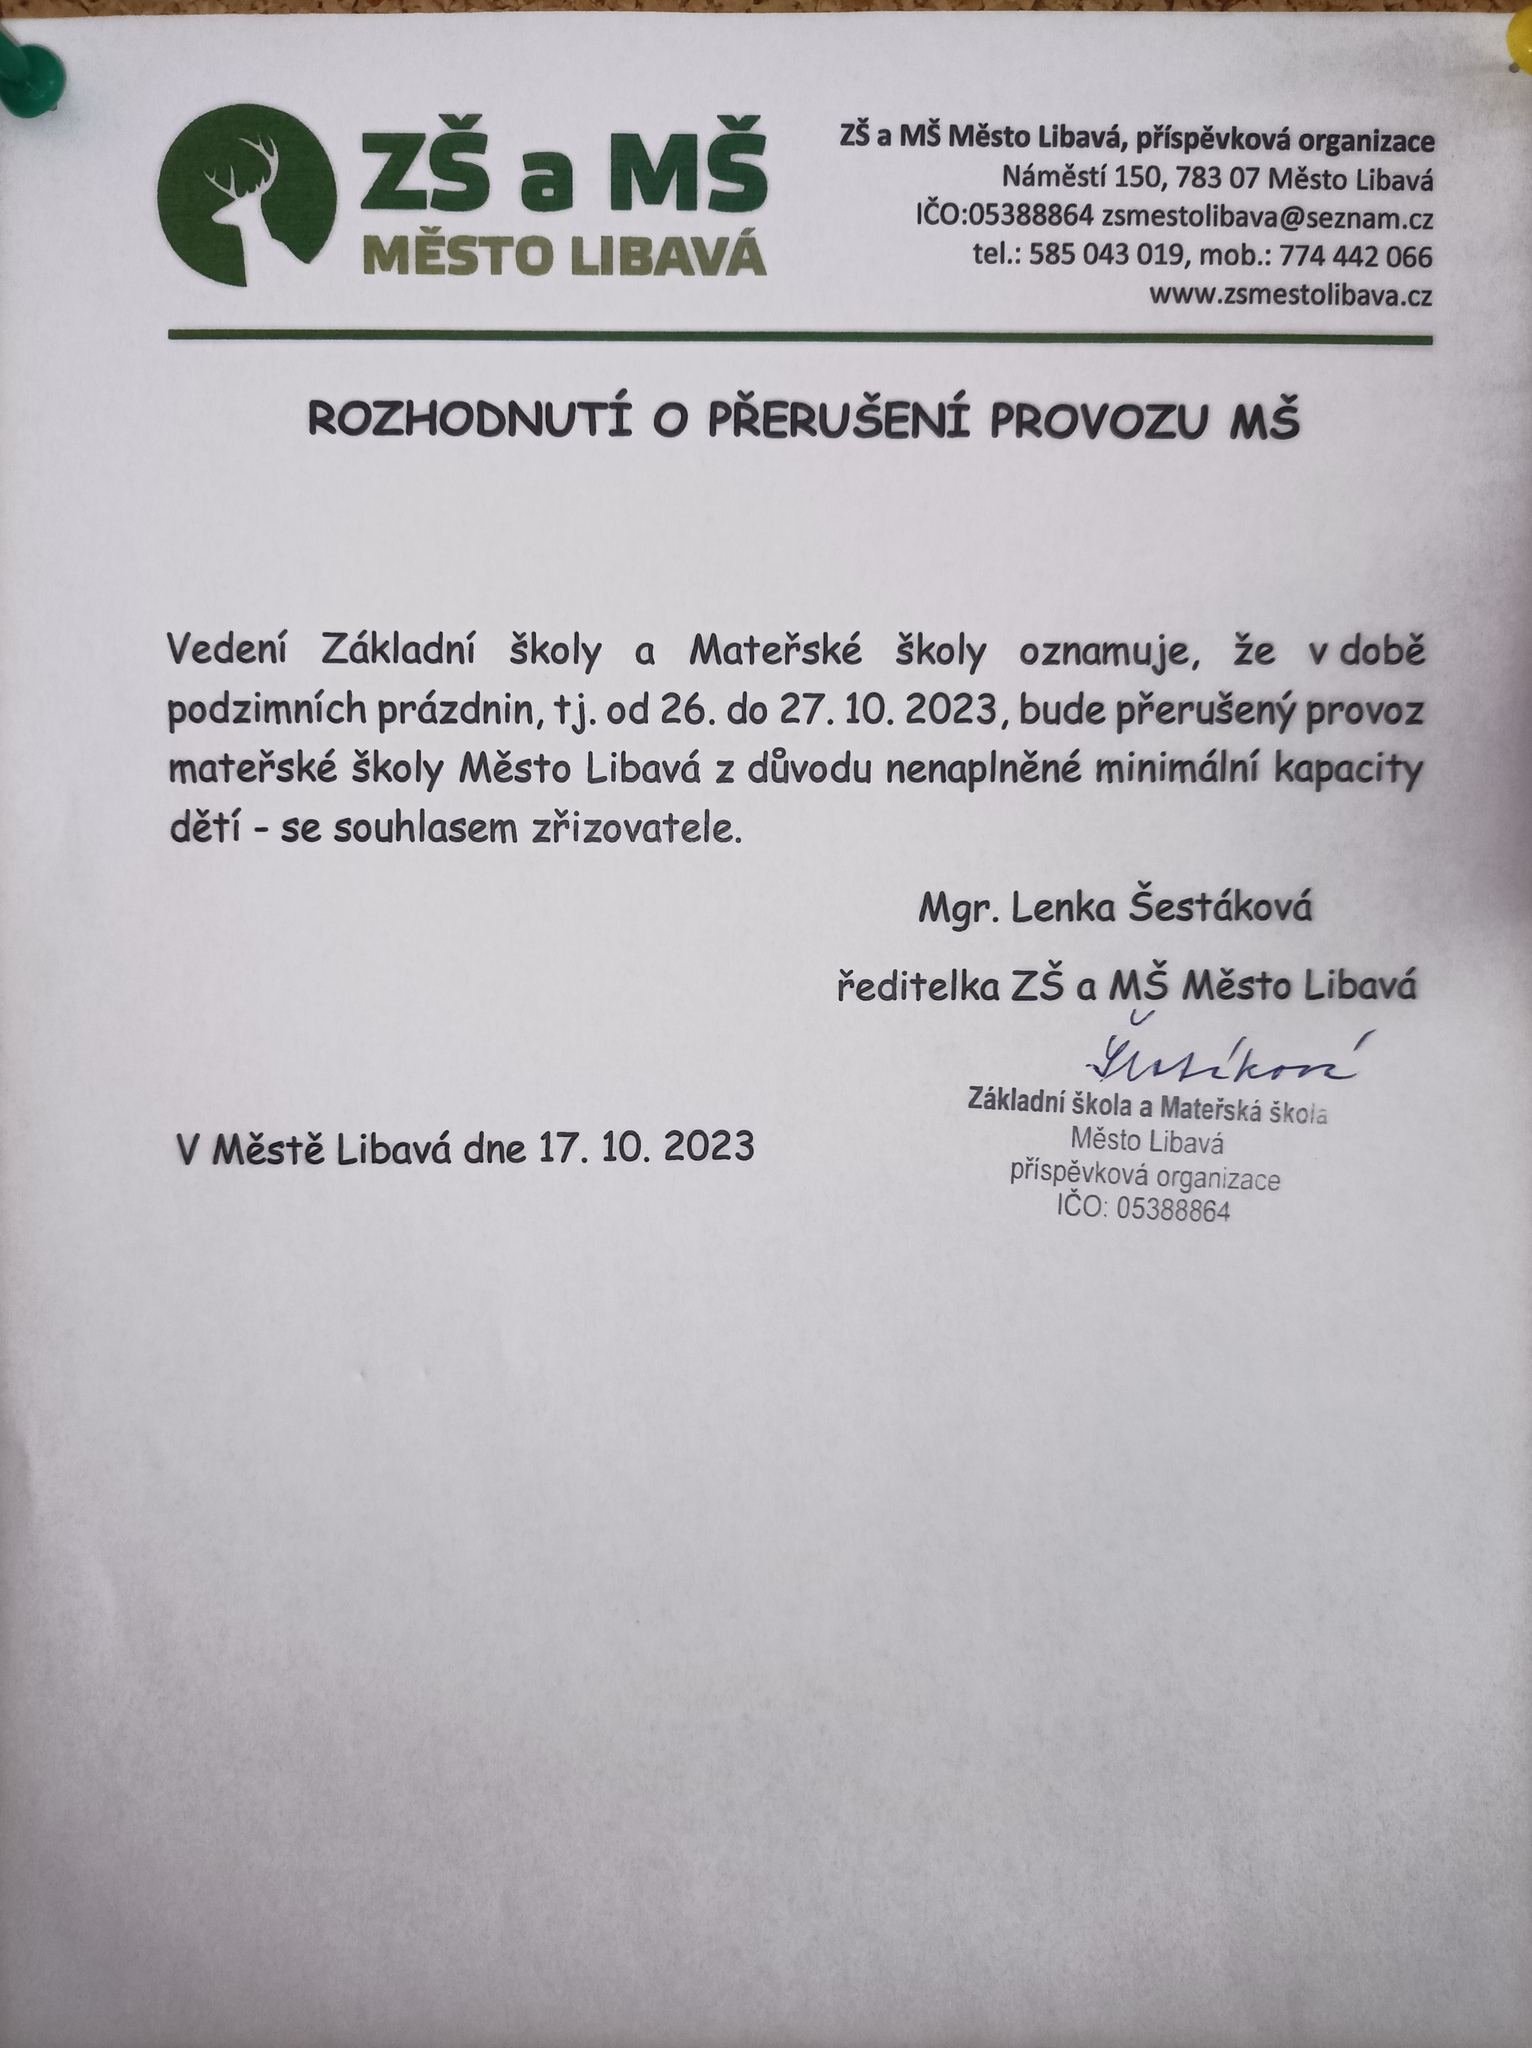 ZŠ a MŠ
MĚSTO LIBAVÁ
ZŠ a MŠ Město Libavá, příspěvková organizace
Náměstí 150, 783 07 Město Libavá
IČO:05388864 zsmestolibava@seznam.cz
tel.: 585 043 019, mob.: 774 442 066
www.zsmestolibava.cz
ROZHODNUTÍ O PŘERUŠENÍ PROVOZU MŠ
Vedení Základní školy a Mateřské školy oznamuje, že v době
podzimních prázdnin, tj. od 26. do 27. 10. 2023, bude přerušený provoz
mateřské školy Město Libavá z důvodu nenaplněné minimální kapacity
dětí - se souhlasem zřizovatele.
Mgr. Lenka Šestáková
ředitelka ZŠ a MŠ Město Libavá
Šestáková
Základní škola a Mateřská škola
Město Libavá
příspěvková organizace
IČO: 05388864
V Městě Libavá dne 17. 10. 2023